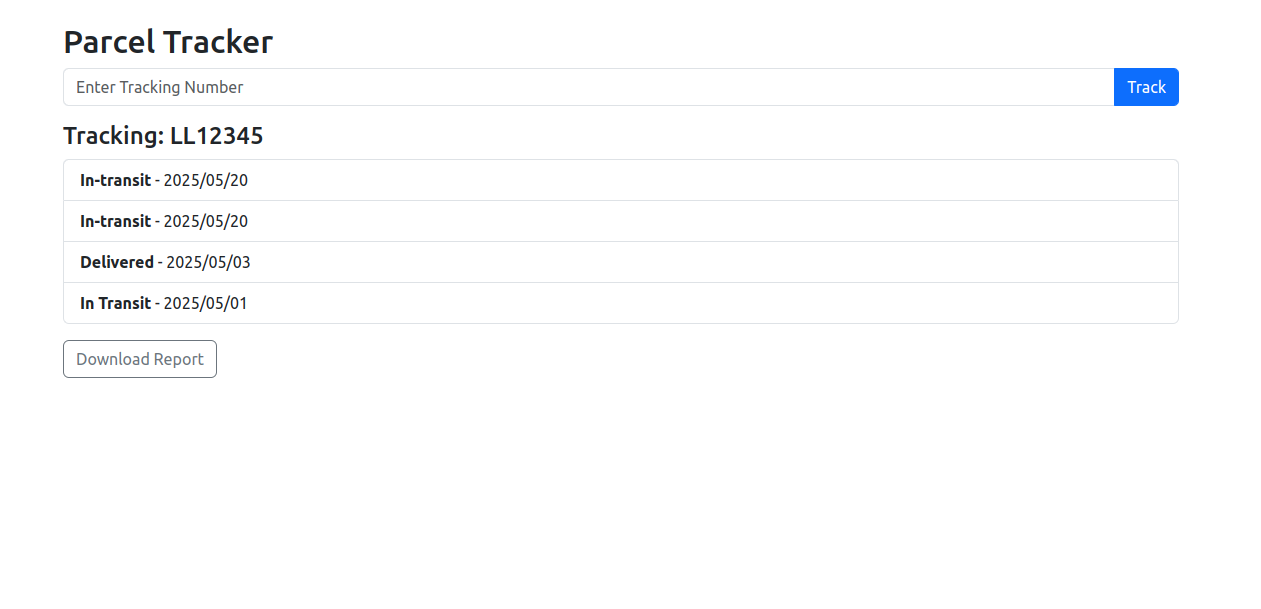 Parcel Tracker
Enter Tracking Number
Track
Tracking: LL12345
In-transit - 2025/05/20
In-transit - 2025/05/20
Delivered - 2025/05/03
In Transit - 2025/05/01
Download Report